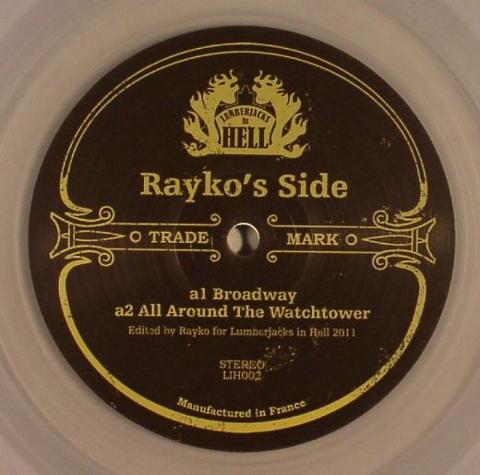 LUMBERJACKS
in
HELL
Rayko's Side
TRADE MARK
a1 Broadway
a2 All Around The Watchtower
Edited by Rayko for Lumberjacks in Hell 2011
STEREO
LIH002
Manufactured in France